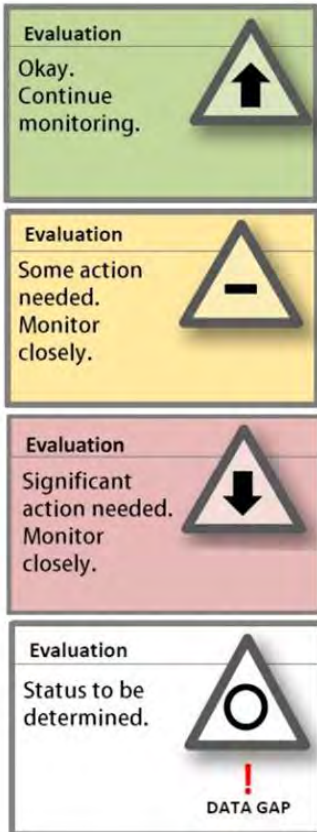 Evaluation
Okay.
Continue
monitoring.
Evaluation
Some action
needed.
Monitor
closely.
Evaluation
Significant
action needed.
Monitor
closely.
Evaluation
Status to be
determined.
!
DATA GAP